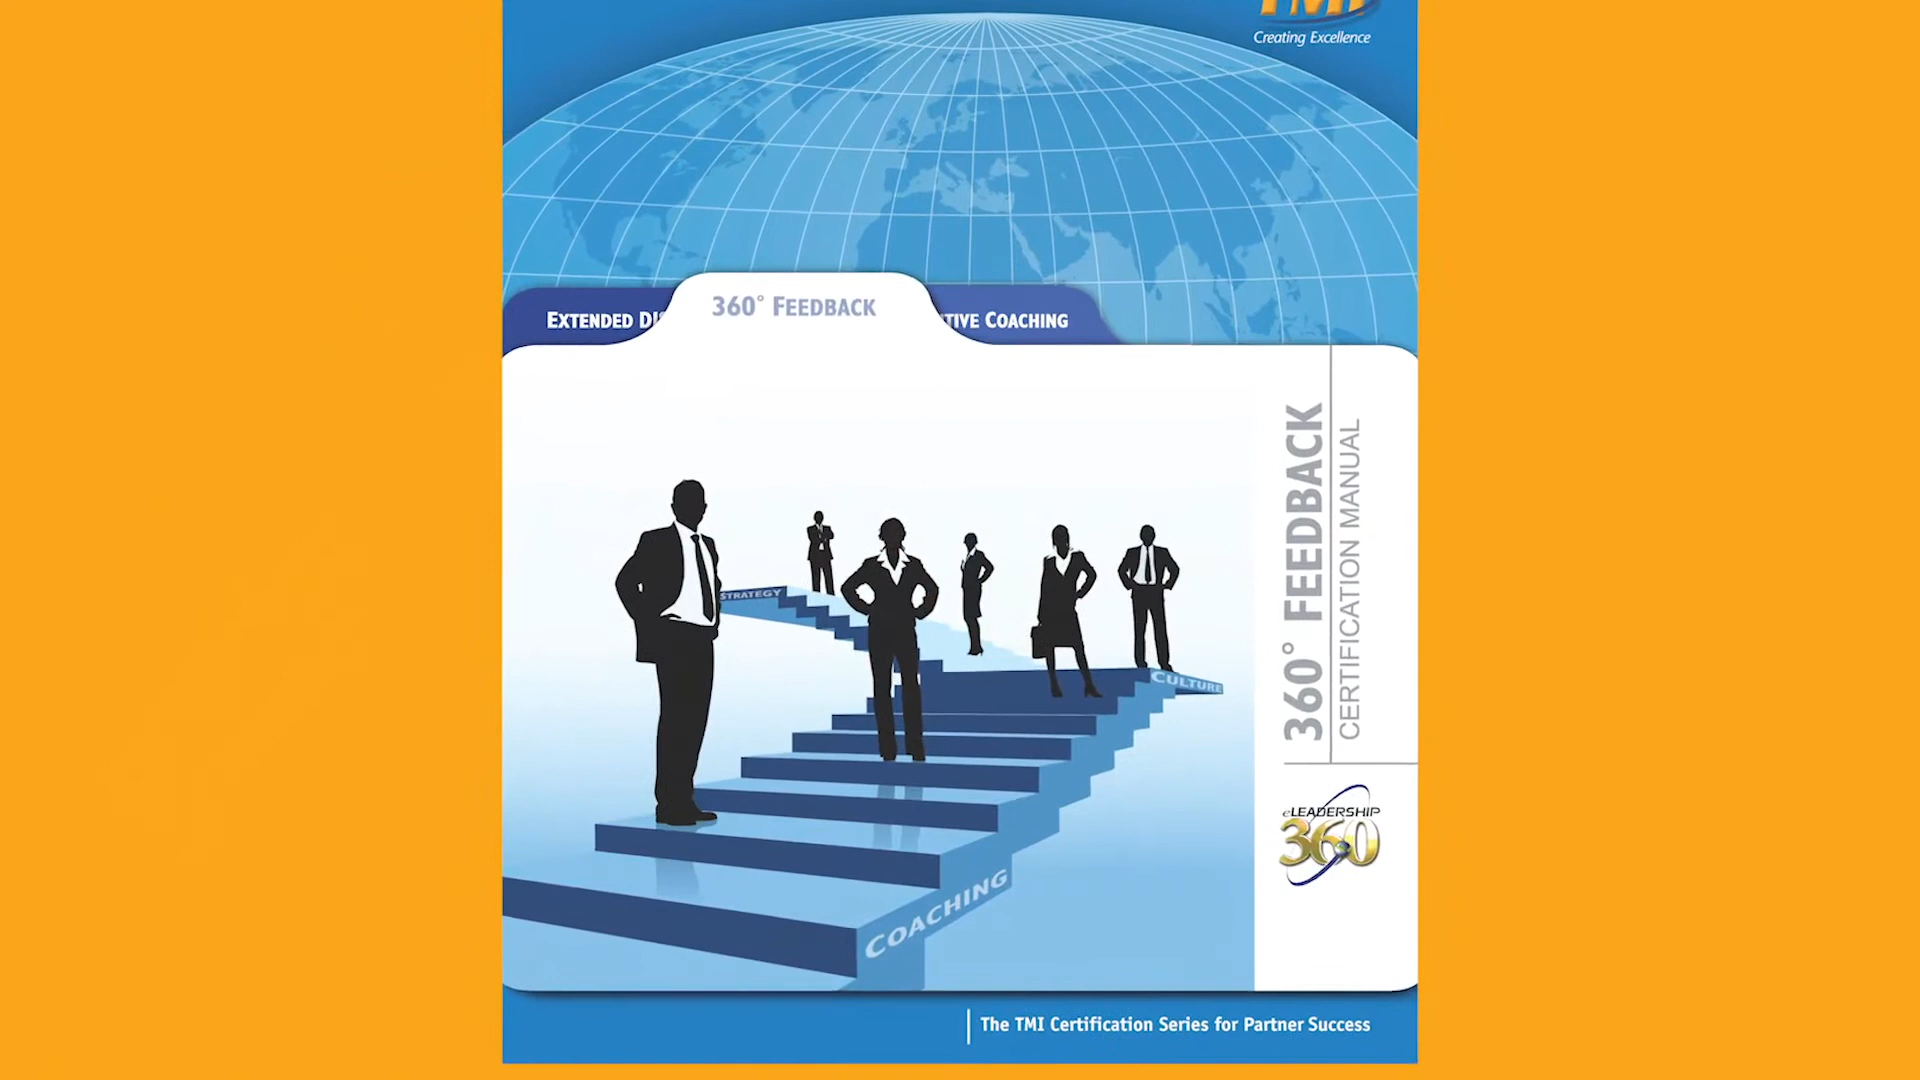 TMI
Creating Excellence
360° FEEDBACK
EXTENDED
COACHING
360° FEEDBACK
CERTIFICATION MANUAL
STRATEGY
CULTURE
COACHING
eLEADERSHIP
360
The TMI Certification Series for Partner Success